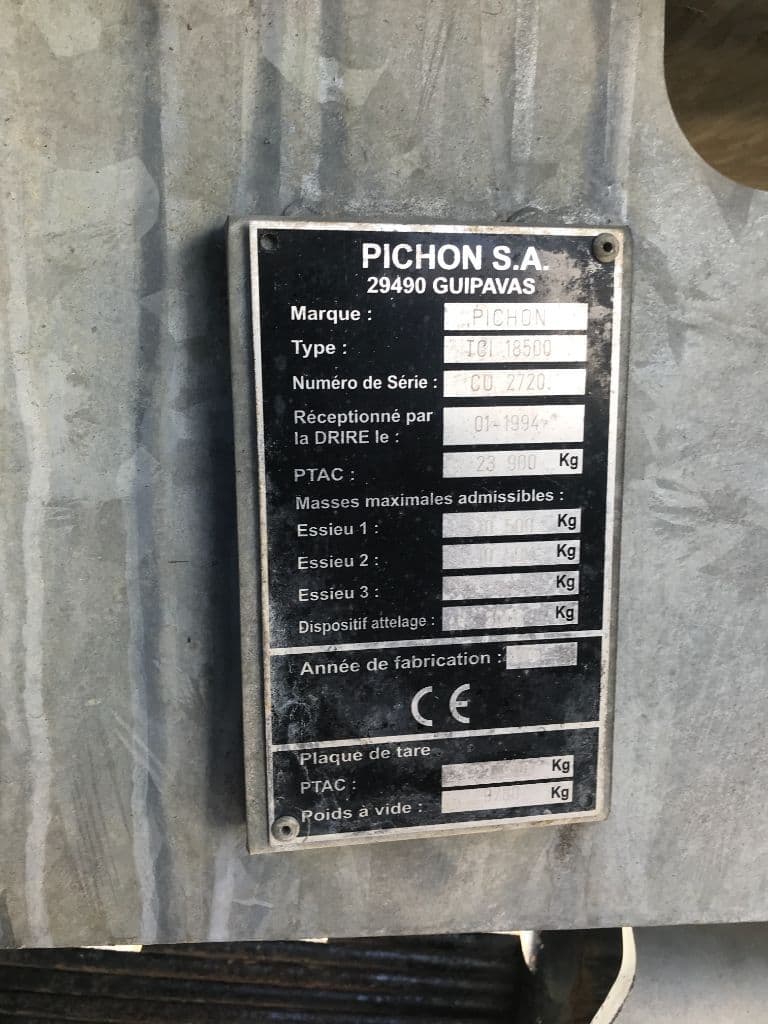 PICHON S.A.
29490 GUIPAVAS
Marque : PICHON
Type : TCI 18500
Numéro de Série : CD 2720
Réceptionné par
la DRIRE le : 01-1994
PTAC : 23 900 Kg
Masses maximales admissibles :
Essieu 1 : Kg
Essieu 2 : Kg
Essieu 3 : Kg
Dispositif attelage : Kg
Année de fabrication :
CE
Plaque de tare
PTAC : Kg
Poids à vide : Kg